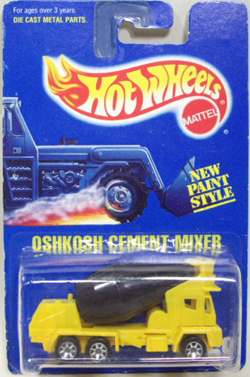 For ages over 3 years.
DIE CAST METAL PARTS.
HOT WHEELS
MATTEL
NEW
PAINT
STYLE
OSHKOSH CEMENT MIXER